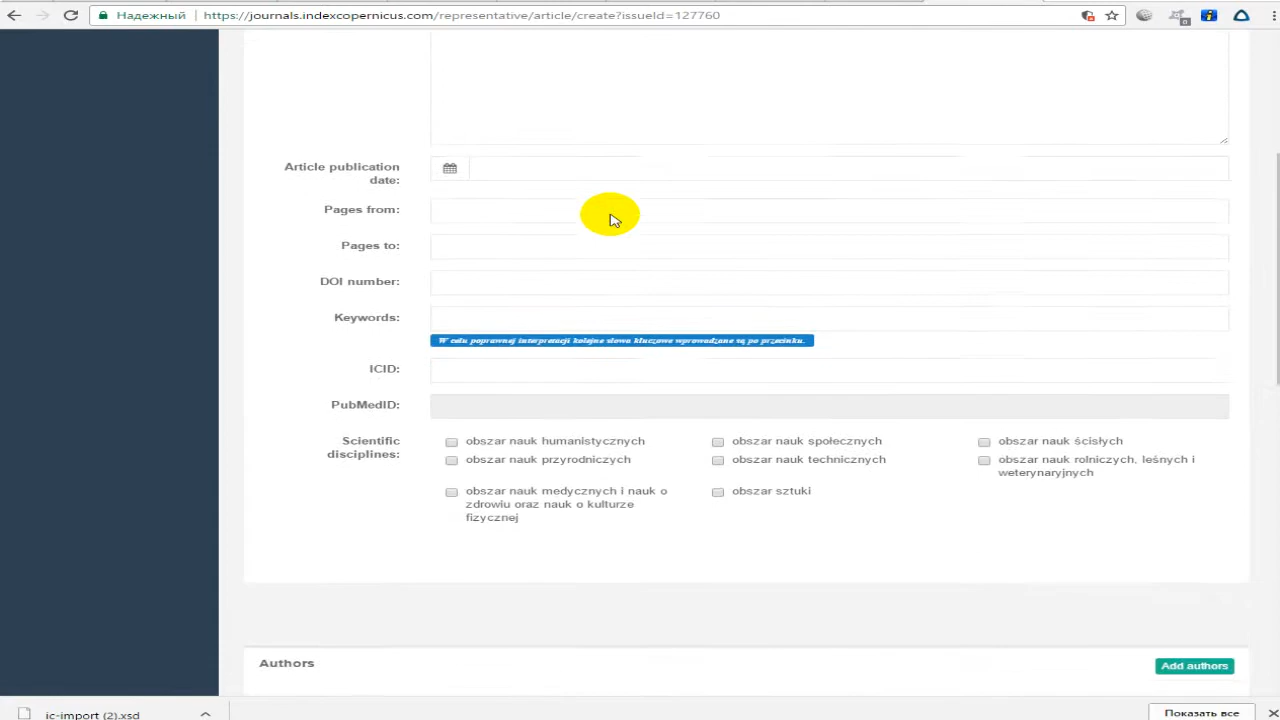 Надежный https://journals.indexcopernicus.com/representative/article/create?issueId=127760
Article publication
date:
Pages from:
Pages to:
DOI number:
Keywords:
W celu poprawnej interpretacji kolejne słowa kluczowe wprowadzane są po przecinku.
ICID:
PubMedID:
Scientific
disciplines:
obszar nauk humanistycznych
obszar nauk społecznych
obszar nauk ścisłych
obszar nauk przyrodniczych
obszar nauk technicznych
obszar nauk rolniczych, leśnych i
weterynaryjnych
obszar nauk medycznych i nauk o
zdrowiu oraz nauk o kulturze
fizycznej
obszar sztuki
Authors
Add authors
ic-import (2).xsd
Показать все